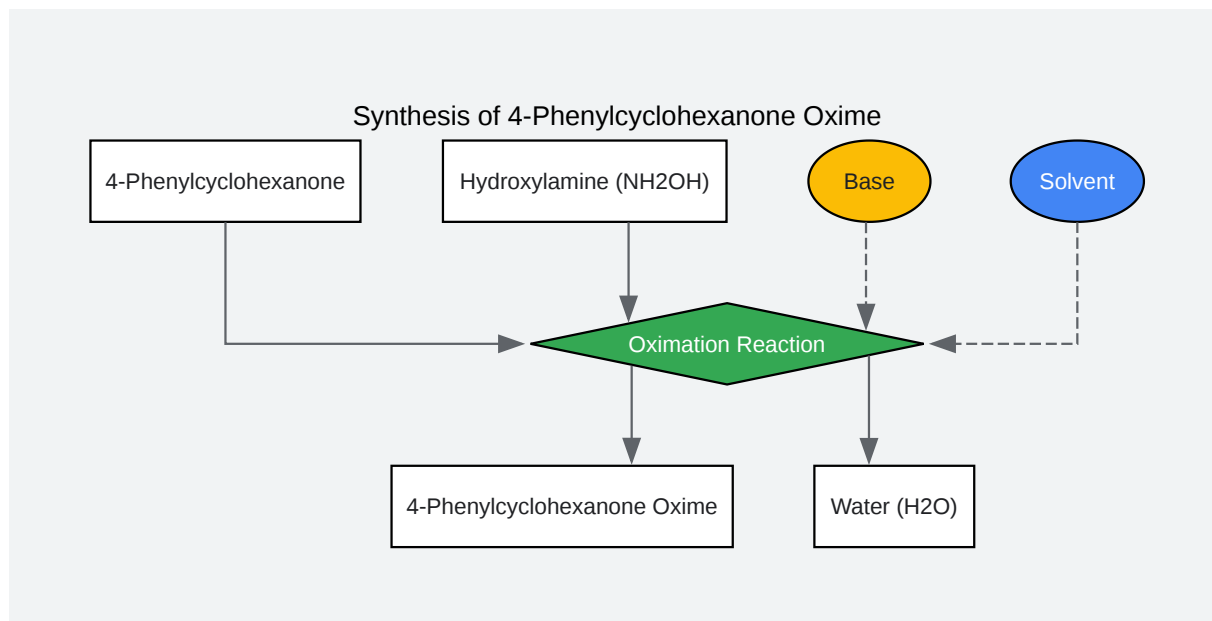 Synthesis of 4-Phenylcyclohexanone Oxime
4-Phenylcyclohexanone
Hydroxylamine (NH2OH)
Base
Solvent
Oximation Reaction
4-Phenylcyclohexanone Oxime
Water (H2O)